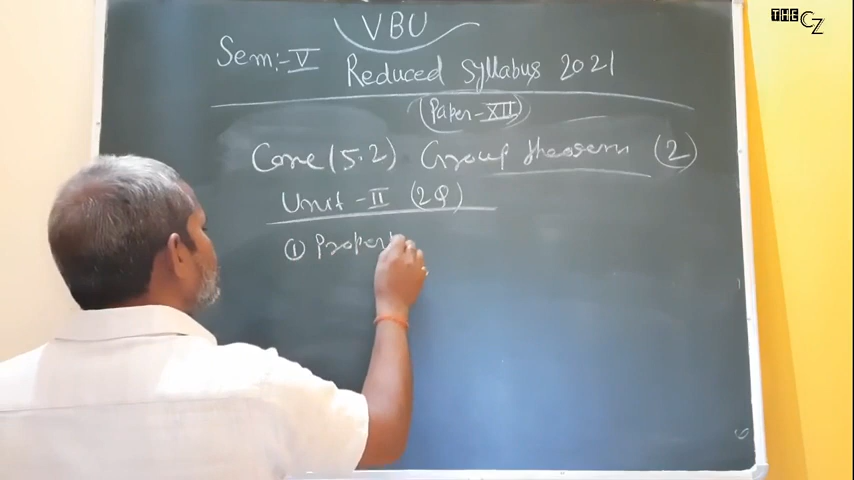 THE CZ
VBU
Sem:-V
Reduced Syllabus 2021
(Paper-XII)
Core (5.2) Group theorem (2)
Unit-II (2Q)
① Propert